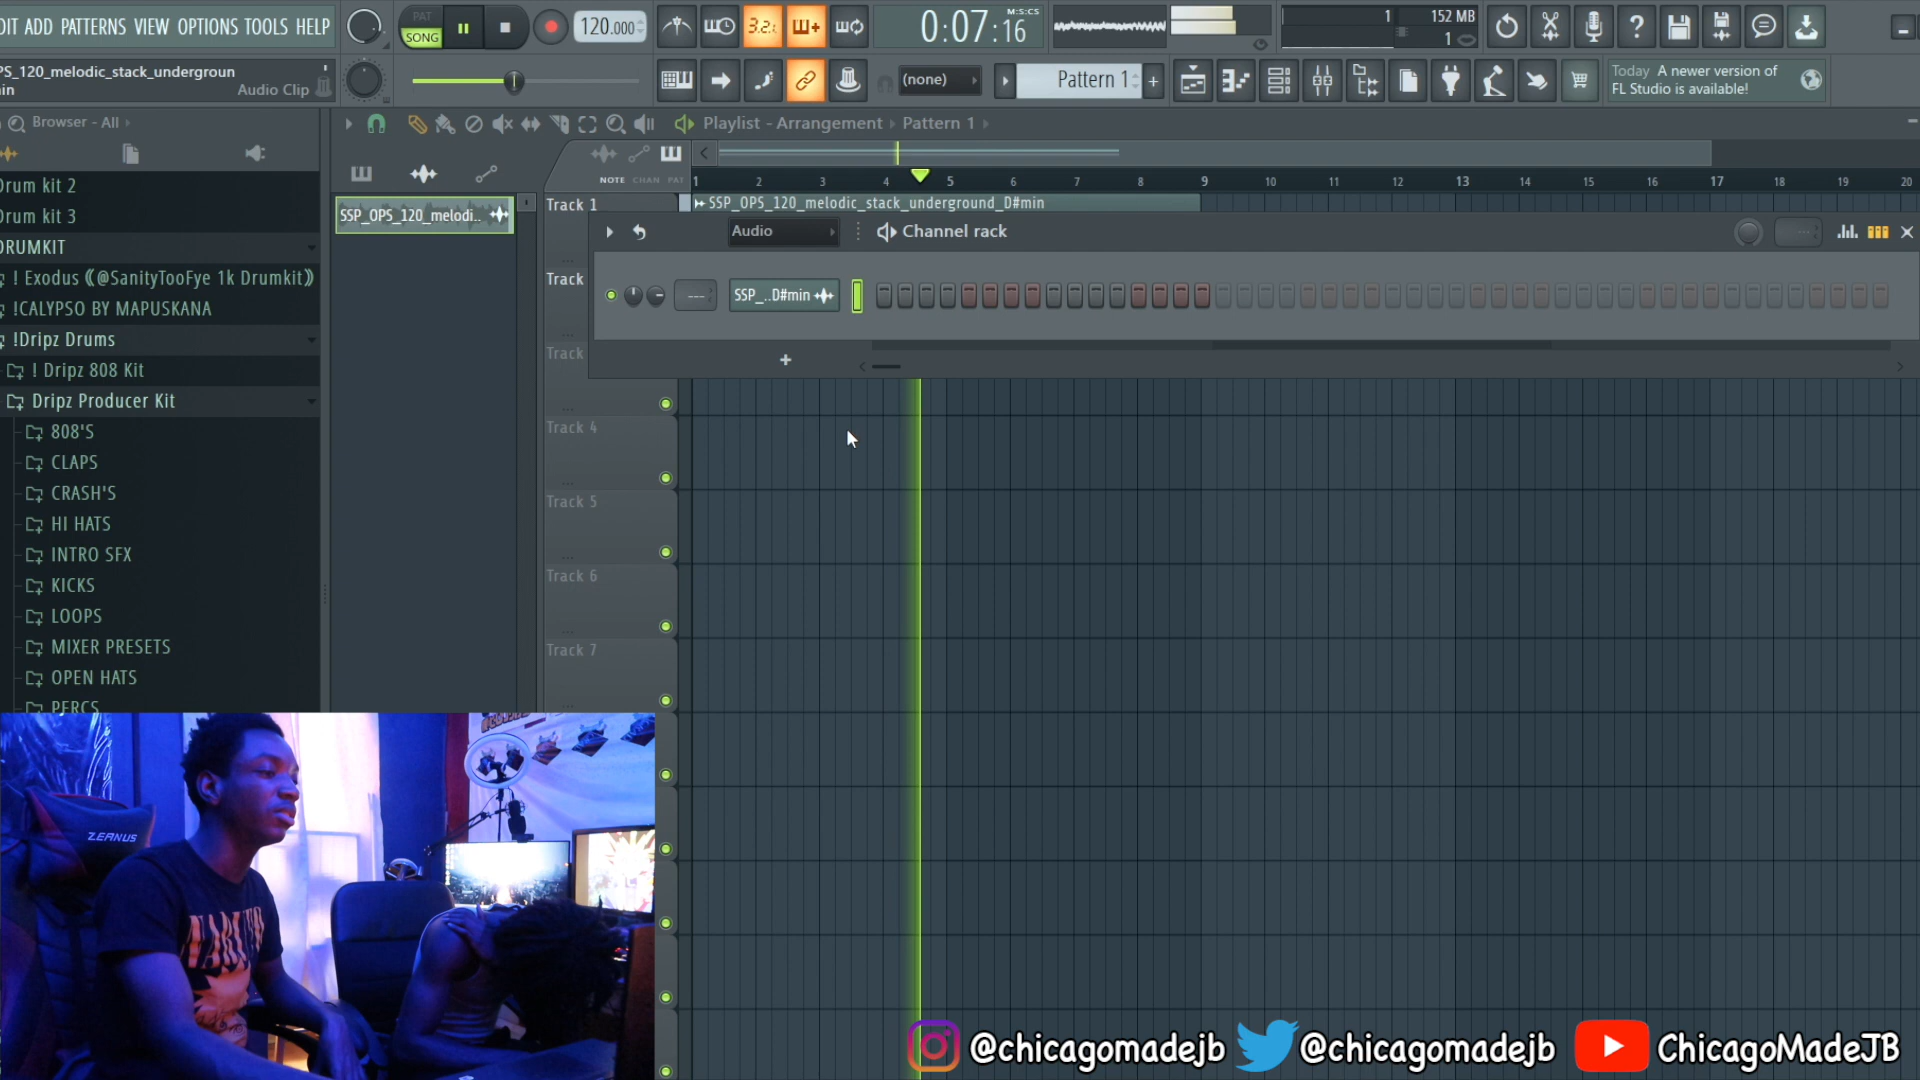 DIT ADD PATTERNS VIEW OPTIONS TOOLS HELP
PAT
SONG
120.000
3.2.
0:07:16
M:S:CS
1
152 MB
1
PS_120_melodic_stack_undergroun
in
Audio Clip
(none)
Pattern 1
+
Today A newer version of
FL Studio is available!
Browser - All
Playlist - Arrangement
Pattern 1
NOTE CHAN PAT
1 2 3 4 5 6 7 8 9 10 11 12 13 14 15 16 17 18 19 20
Drum kit 2
Drum kit 3
DRUMKIT
! Exodus《@SanityTooFye 1k Drumkit》
!CALYPSO BY MAPUSKANA
!Dripz Drums
! Dripz 808 Kit
Dripz Producer Kit
808'S
CLAPS
CRASH'S
HI HATS
INTRO SFX
KICKS
LOOPS
MIXER PRESETS
OPEN HATS
PERCS
SSP_OPS_120_melodi..
Track 1
SSP_OPS_120_melodic_stack_underground_D#min
Audio
Channel rack
Track
---
SSP_..D#min
Track
+
Track 4
Track 5
Track 6
Track 7
ZERNUS
@chicagomadejb
@chicagomadejb
ChicagoMadeJB